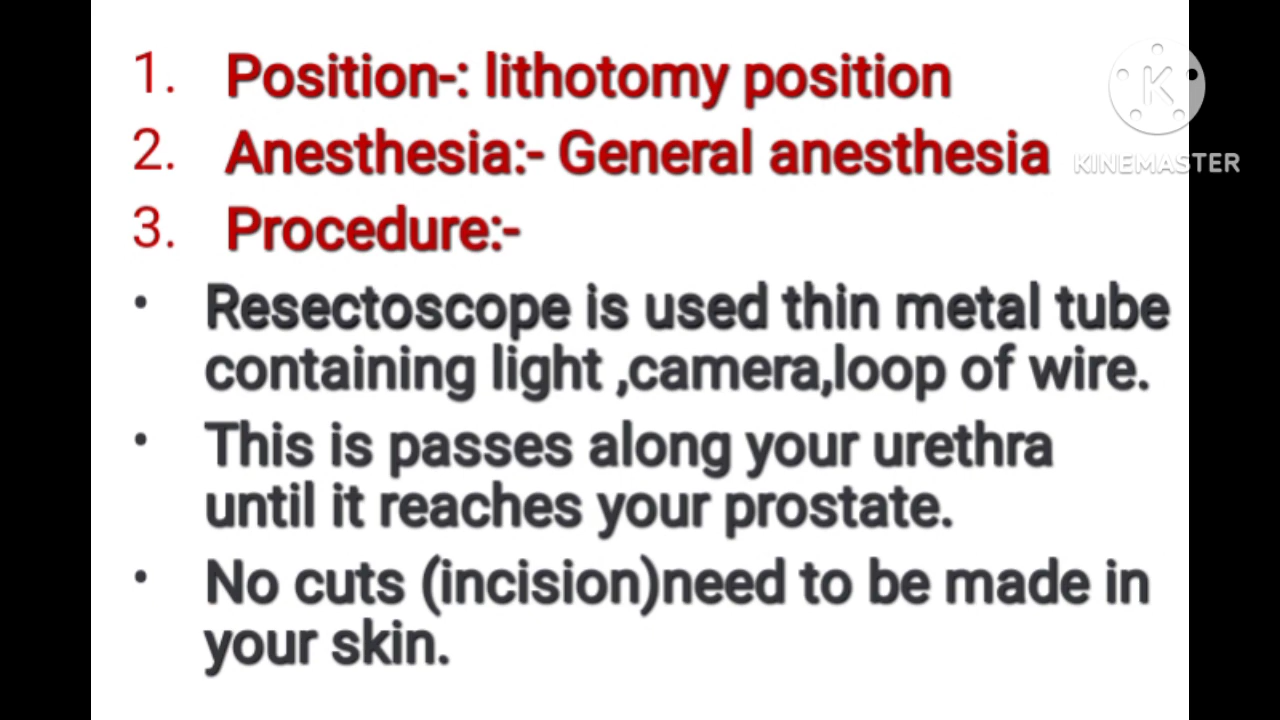 1. Position-: lithotomy position
2. Anesthesia:- General anesthesia
3. Procedure:-
• Resectoscope is used thin metal tube
containing light ,camera,loop of wire.
• This is passes along your urethra
until it reaches your prostate.
• No cuts (incision)need to be made in
your skin.
K
KINEMASTER